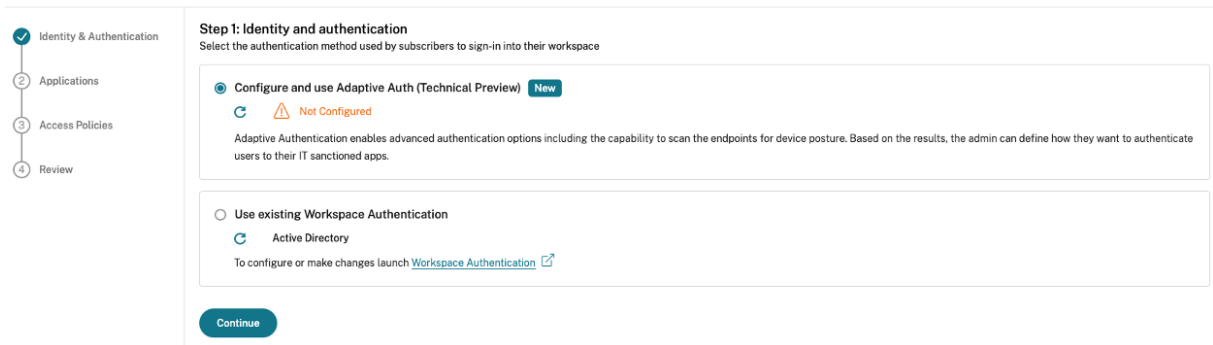 Identity & Authentication
2 Applications
3 Access Policies
4 Review
Step 1: Identity and authentication
Select the authentication method used by subscribers to sign-in into their workspace
Configure and use Adaptive Auth (Technical Preview) New
Not Configured
Adaptive Authentication enables advanced authentication options including the capability to scan the endpoints for device posture. Based on the results, the admin can define how they want to authenticate
users to their IT sanctioned apps.
Use existing Workspace Authentication
Active Directory
To configure or make changes launch Workspace Authentication
Continue